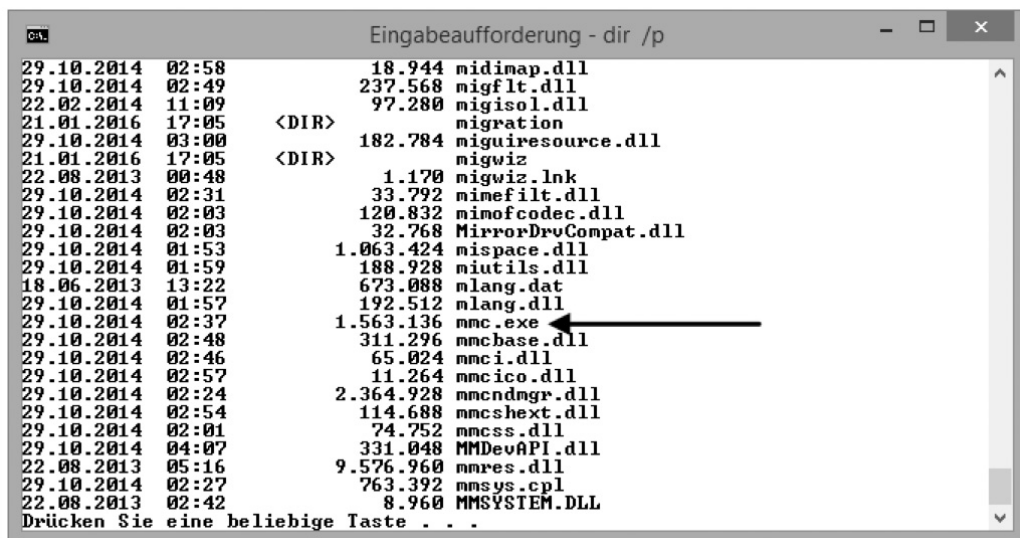 C:\.
Eingabeaufforderung - dir /p
29.10.2014 02:58 18.944 midimap.dll
29.10.2014 02:49 237.568 migflt.dll
22.02.2014 11:09 97.280 migisol.dll
21.01.2016 17:05 <DIR> migration
29.10.2014 03:00 182.784 miguiresource.dll
21.01.2016 17:05 <DIR> migwiz
22.08.2013 00:48 1.170 migwiz.lnk
29.10.2014 02:31 33.792 mimefilt.dll
29.10.2014 02:03 120.832 mimofcodec.dll
29.10.2014 02:03 32.768 MirrorDrvCompat.dll
29.10.2014 01:53 1.063.424 mispace.dll
29.10.2014 01:59 188.928 miutils.dll
18.06.2013 13:22 673.088 mlang.dat
29.10.2014 01:57 192.512 mlang.dll
29.10.2014 02:37 1.563.136 mmc.exe
29.10.2014 02:48 311.296 mmcbase.dll
29.10.2014 02:46 65.024 mmci.dll
29.10.2014 02:57 11.264 mmcico.dll
29.10.2014 02:24 2.364.928 mmcndmgr.dll
29.10.2014 02:54 114.688 mmcshext.dll
29.10.2014 02:01 74.752 mmcss.dll
29.10.2014 04:07 331.048 MMDevAPI.dll
22.08.2013 05:16 9.576.960 mmres.dll
29.10.2014 02:27 763.392 mmsys.cpl
22.08.2013 02:42 8.960 MMSYSTEM.DLL
Drücken Sie eine beliebige Taste . . .